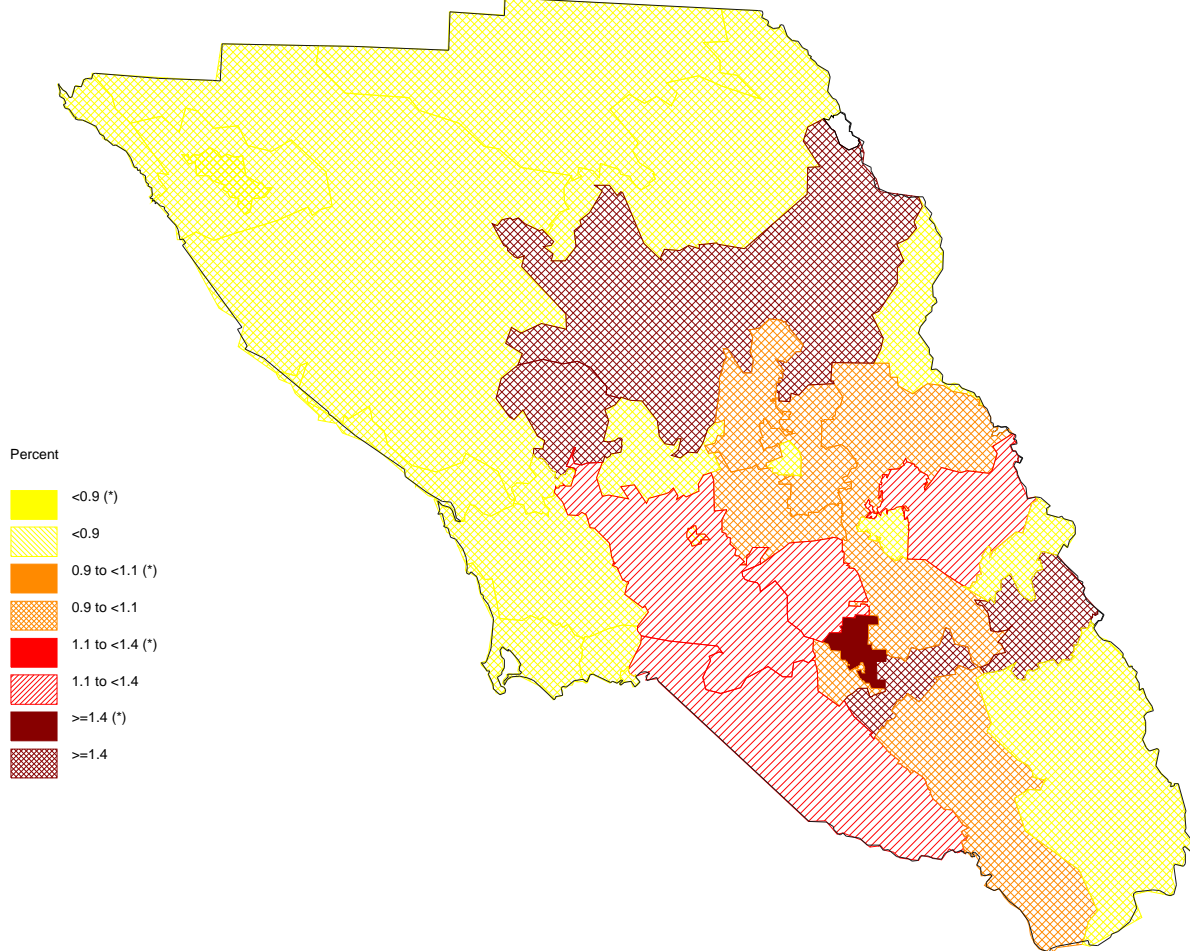 Percent
<0.9 (*)
<0.9
0.9 to <1.1 (*)
0.9 to <1.1
1.1 to <1.4 (*)
1.1 to <1.4
>=1.4 (*)
>=1.4